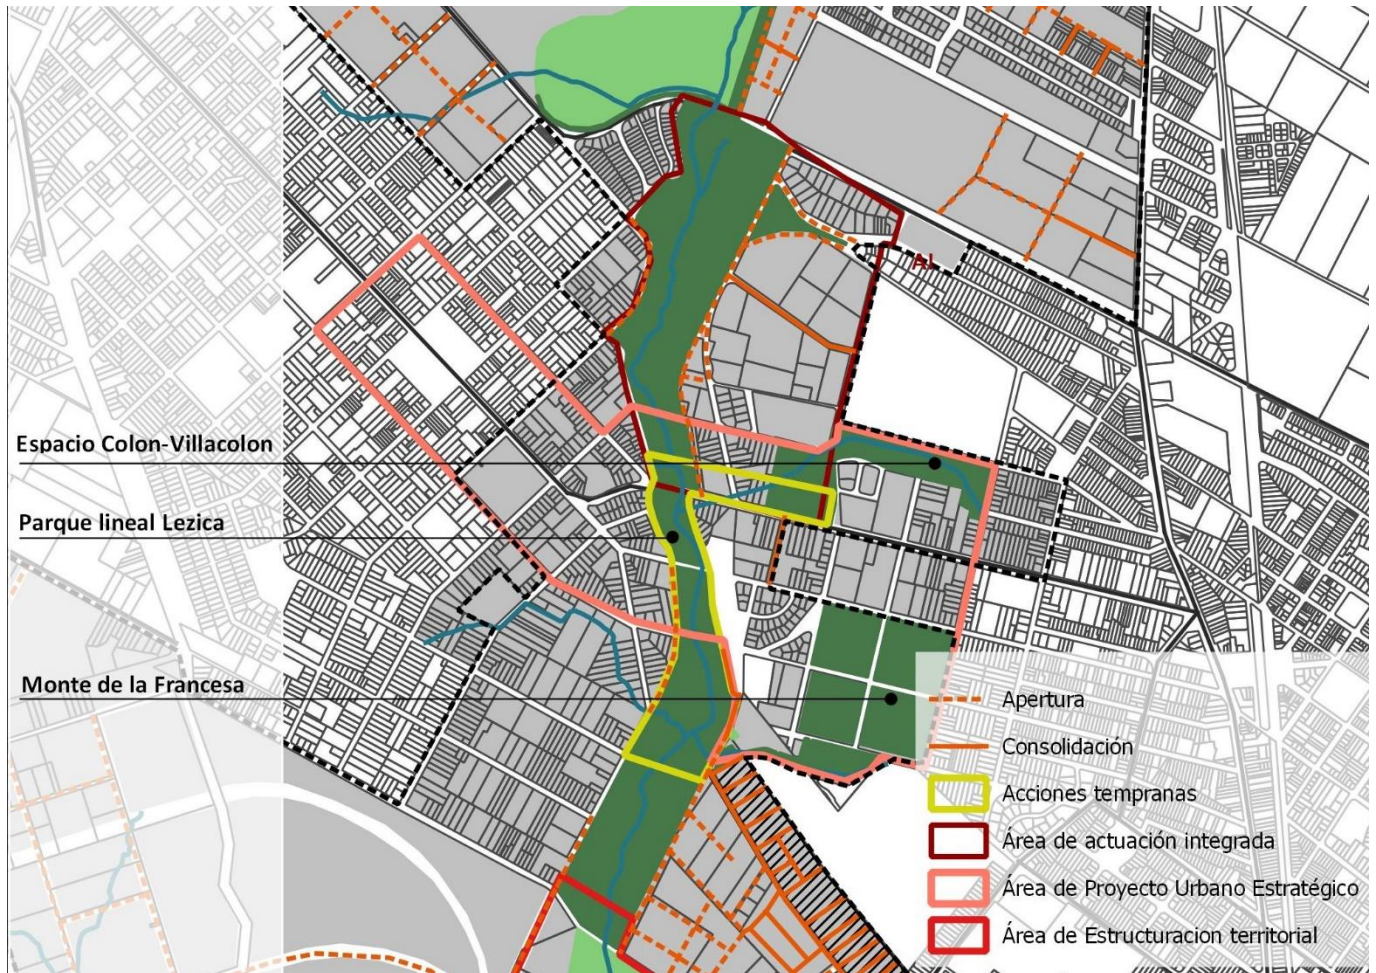 AI
Espacio Colon-Villacolon
Parque lineal Lezica
Monte de la Francesa
Apertura
Consolidación
Acciones tempranas
Área de actuación integrada
Área de Proyecto Urbano Estratégico
Área de Estructuracion territorial